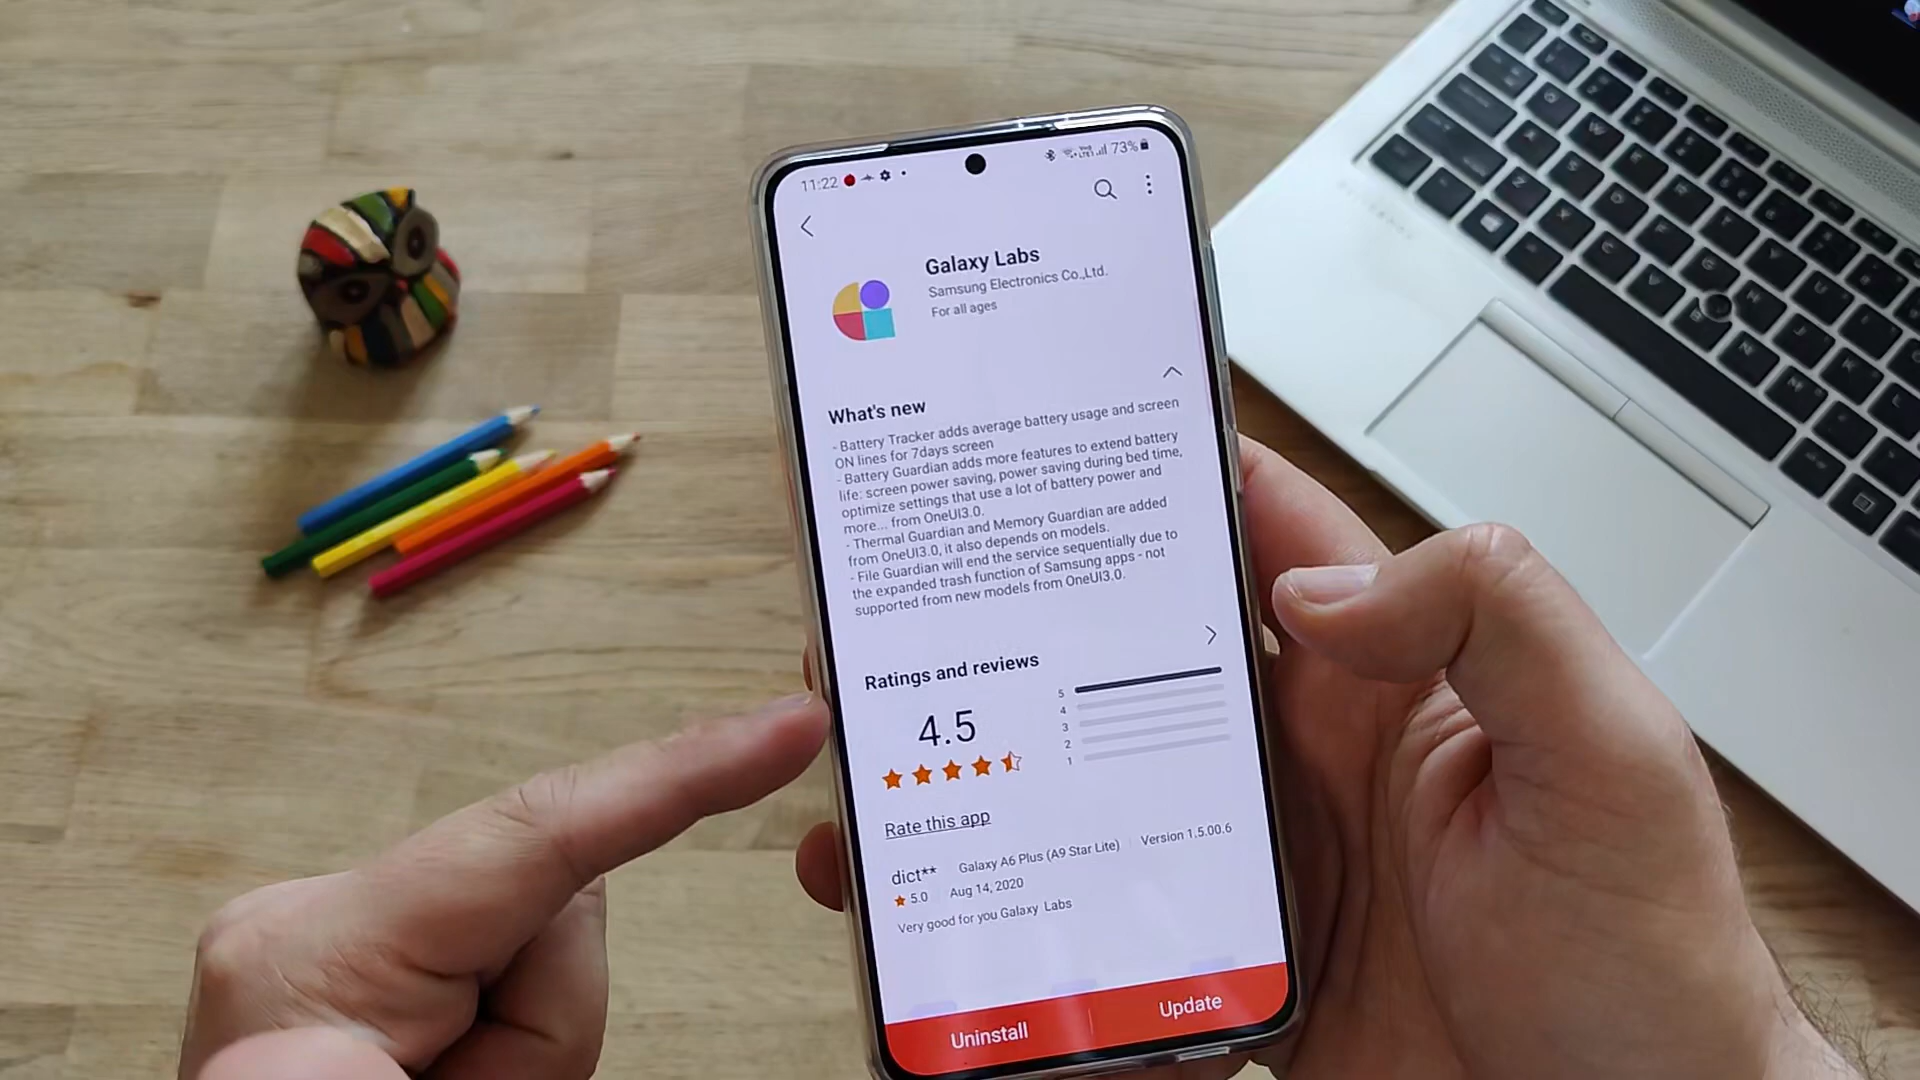 11:22
73%
Galaxy Labs
Samsung Electronics Co.,Ltd.
For all ages
What's new
- Battery Tracker adds average battery usage and screen
ON lines for 7days screen
- Battery Guardian adds more features to extend battery
life: screen power saving, power saving during bed time,
optimize settings that use a lot of battery power and
more... from OneUI3.0.
- Thermal Guardian and Memory Guardian are added
from OneUI3.0, it also depends on models.
- File Guardian will end the service sequentially due to
the expanded trash function of Samsung apps - not
supported from new models from OneUI3.0.
Ratings and reviews
4.5
5
4
3
2
1
Rate this app
dict** Galaxy A6 Plus (A9 Star Lite) Version 1.5.00.6
5.0 Aug 14, 2020
Very good for you Galaxy Labs
Uninstall Update